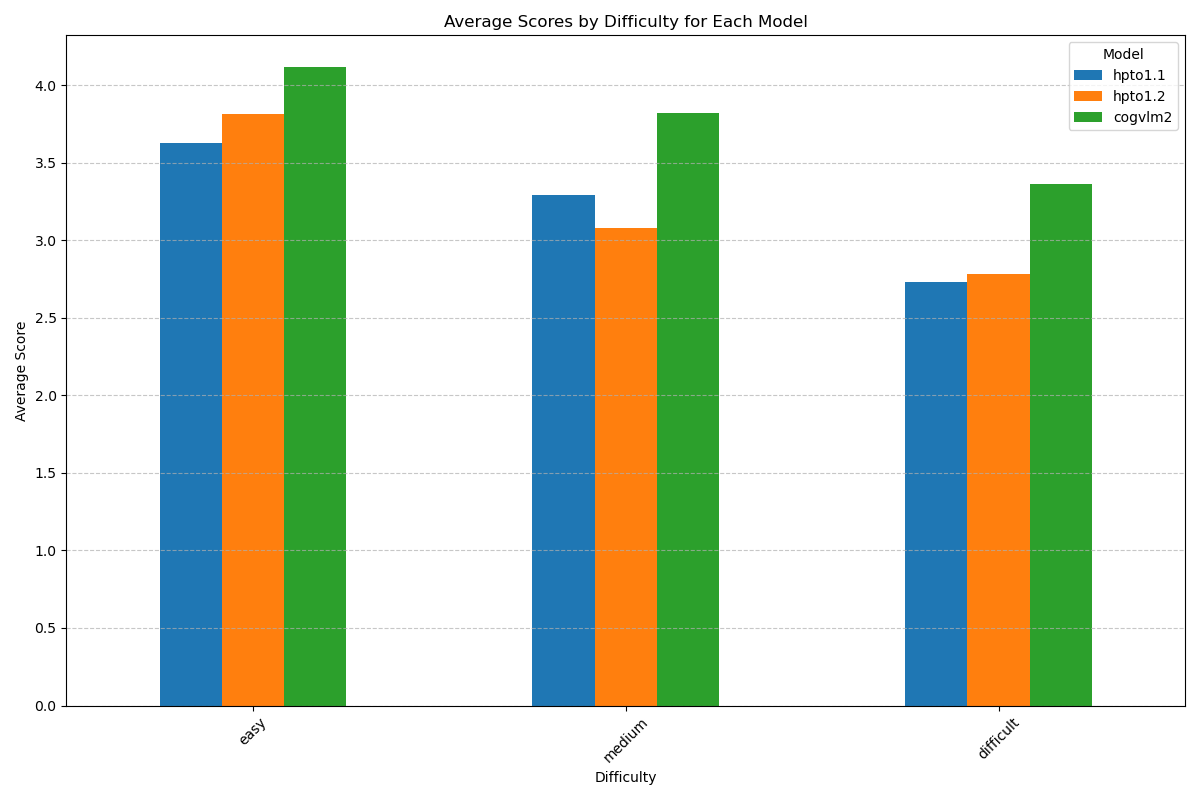 Average Scores by Difficulty for Each Model
Model
hpto1.1
hpto1.2
cogvlm2
Average Score
4.0
3.5
3.0
2.5
2.0
1.5
1.0
0.5
0.0
easy
medium
difficult
Difficulty